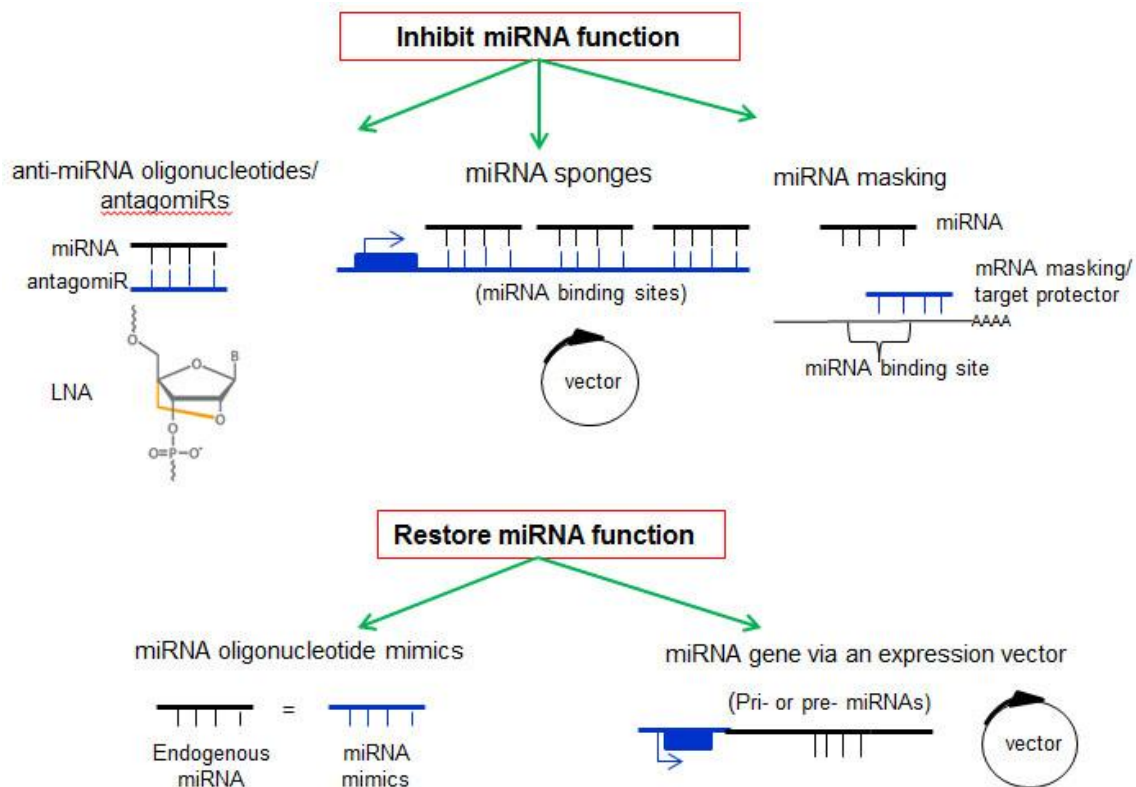 Inhibit miRNA function
anti-miRNA oligonucleotides/
antagomiRs
miRNA
antagomiR
LNA
O
O
B
O
O
O=P-O-
miRNA sponges
(miRNA binding sites)
vector
miRNA masking
miRNA
mRNA masking/
target protector
AAAA
miRNA binding site
Restore miRNA function
miRNA oligonucleotide mimics
=
Endogenous
miRNA
miRNA
mimics
miRNA gene via an expression vector
(Pri- or pre- miRNAs)
vector